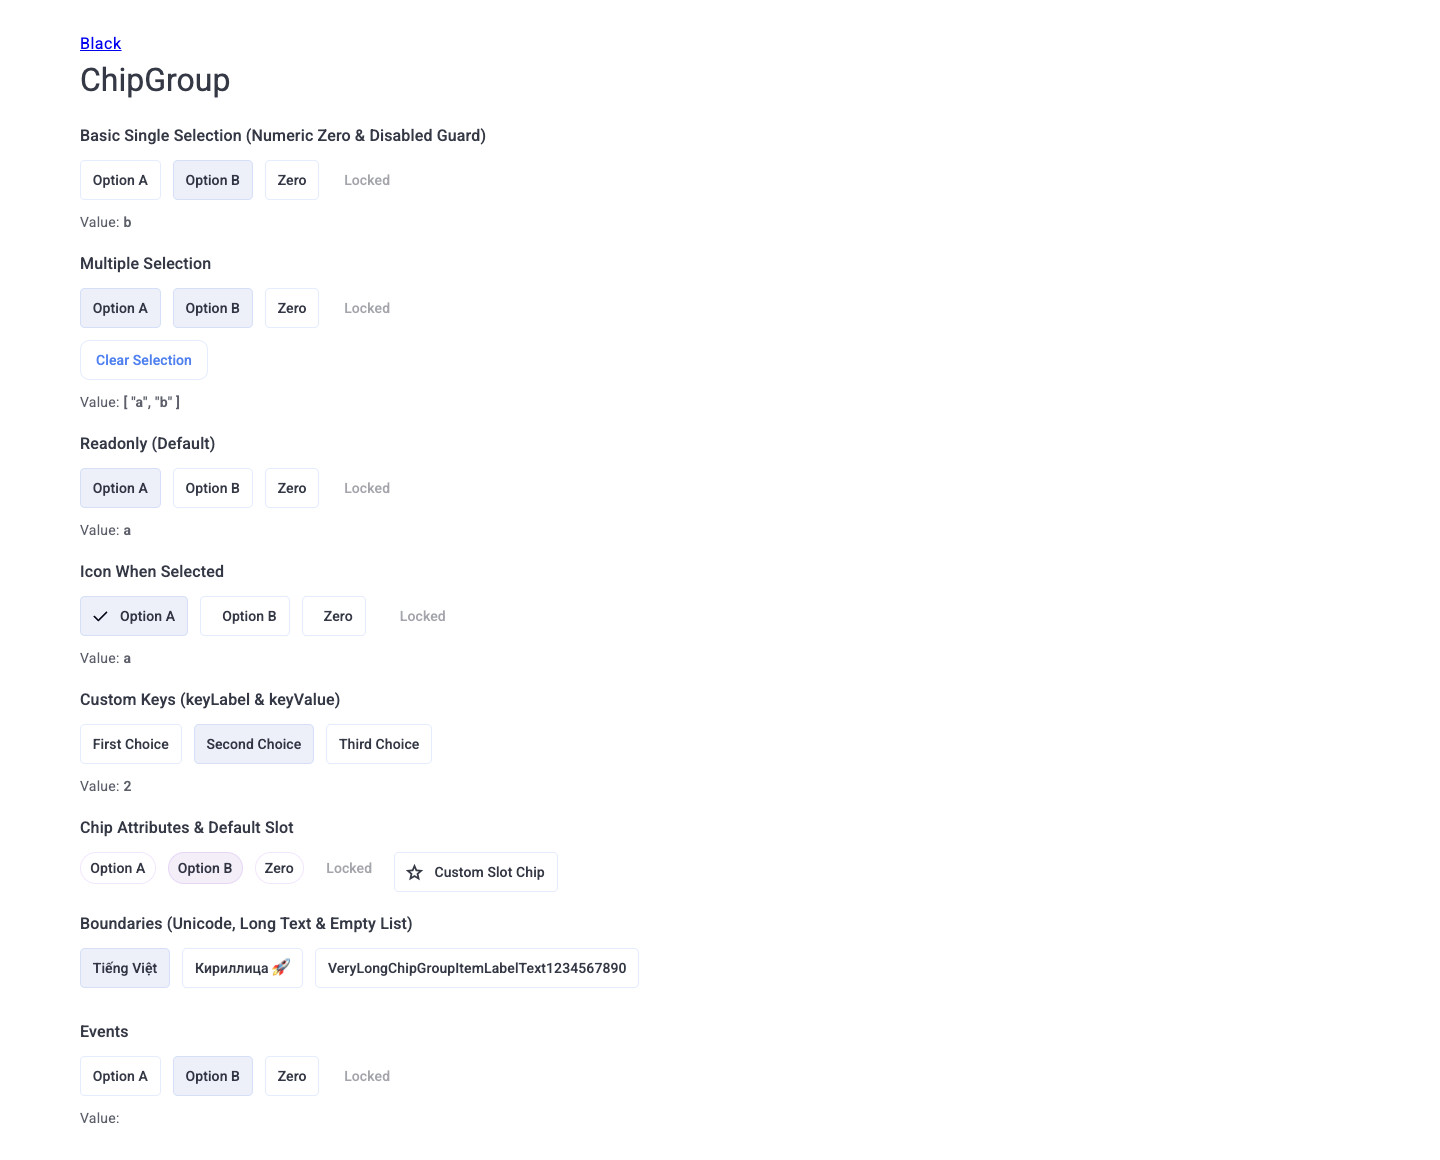 Black
ChipGroup
Basic Single Selection (Numeric Zero & Disabled Guard)
Option A Option B Zero Locked
Value: b
Multiple Selection
Option A Option B Zero Locked
Clear Selection
Value: [ "a", "b" ]
Readonly (Default)
Option A Option B Zero Locked
Value: a
Icon When Selected
Option A Option B Zero Locked
Value: a
Custom Keys (keyLabel & keyValue)
First Choice Second Choice Third Choice
Value: 2
Chip Attributes & Default Slot
Option A Option B Zero Locked Custom Slot Chip
Boundaries (Unicode, Long Text & Empty List)
Tiếng Việt Кириллица 🚀 VeryLongChipGroupItemLabelText1234567890
Events
Option A Option B Zero Locked
Value: